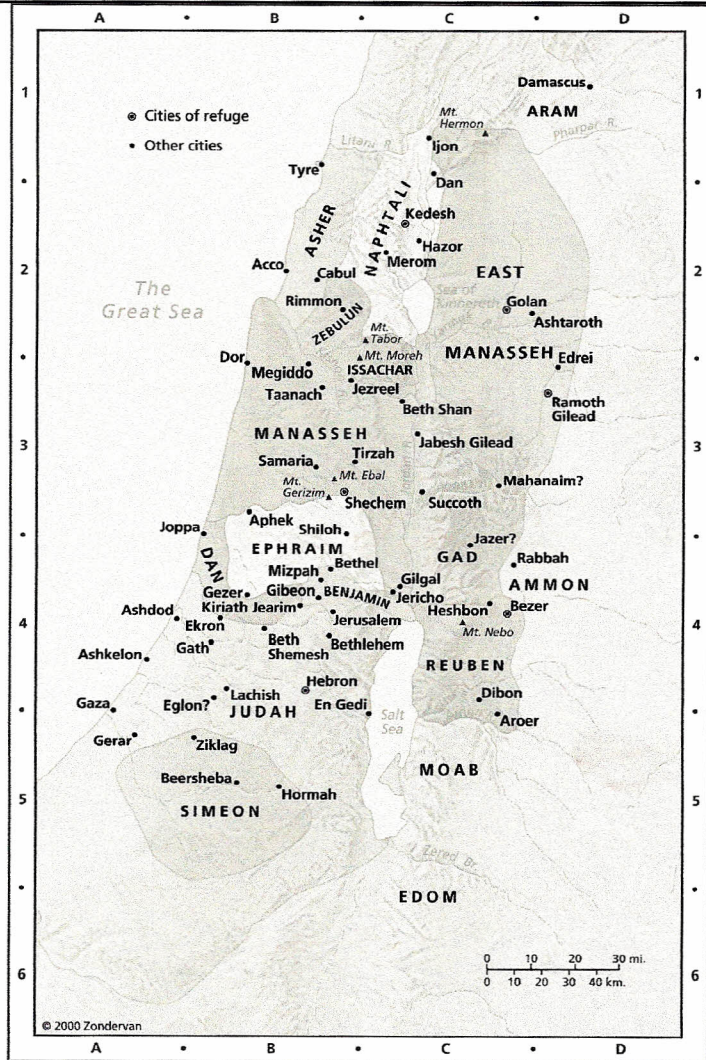 A B C D
1 1
Damascus
ARAM
Cities of refuge
Other cities
Mt.
Hermon
Pharpar R.
Litani R.
Ijon
Tyre
Dan
NAPHTALI
ASHER
Kedesh
Hazor
Merom
2 2
Acco
Cabul
EAST
The
Great Sea
Sea of
Kinnereth
Rimmon
Golan
Ashtaroth
ZEBULUN
Mt.
Tabor
Dor
Mt. Moreh
MANASSEH
Edrei
Megiddo
ISSACHAR
Taanach
Jezreel
Ramoth
Gilead
Beth Shan
MANASSEH
Jabesh Gilead
3 3
Tirzah
Samaria
Mt. Ebal
Mt.
Gerizim
Mahanaim?
Shechem
Succoth
Aphek
Joppa
Shiloh
Jazer?
EPHRAIM
GAD
Rabbah
DAN
Bethel
Mizpah
Gilgal
AMMON
Gezer
Gibeon
BENJAMIN
Jericho
Kiriath Jearim
Heshbon
Bezer
Ashdod
Ekron
Jerusalem
Mt. Nebo
4 4
Gath
Beth
Shemesh
Bethlehem
Ashkelon
REUBEN
Hebron
Lachish
Eglon?
En Gedi
Dibon
Gaza
JUDAH
Salt
Sea
Aroer
Gerar
Ziklag
MOAB
Beersheba
Hormah
5 5
SIMEON
Zered Br.
EDOM
0 10 20 30 mi.
0 10 20 30 40 km.
6 6
© 2000 Zondervan
A B C D